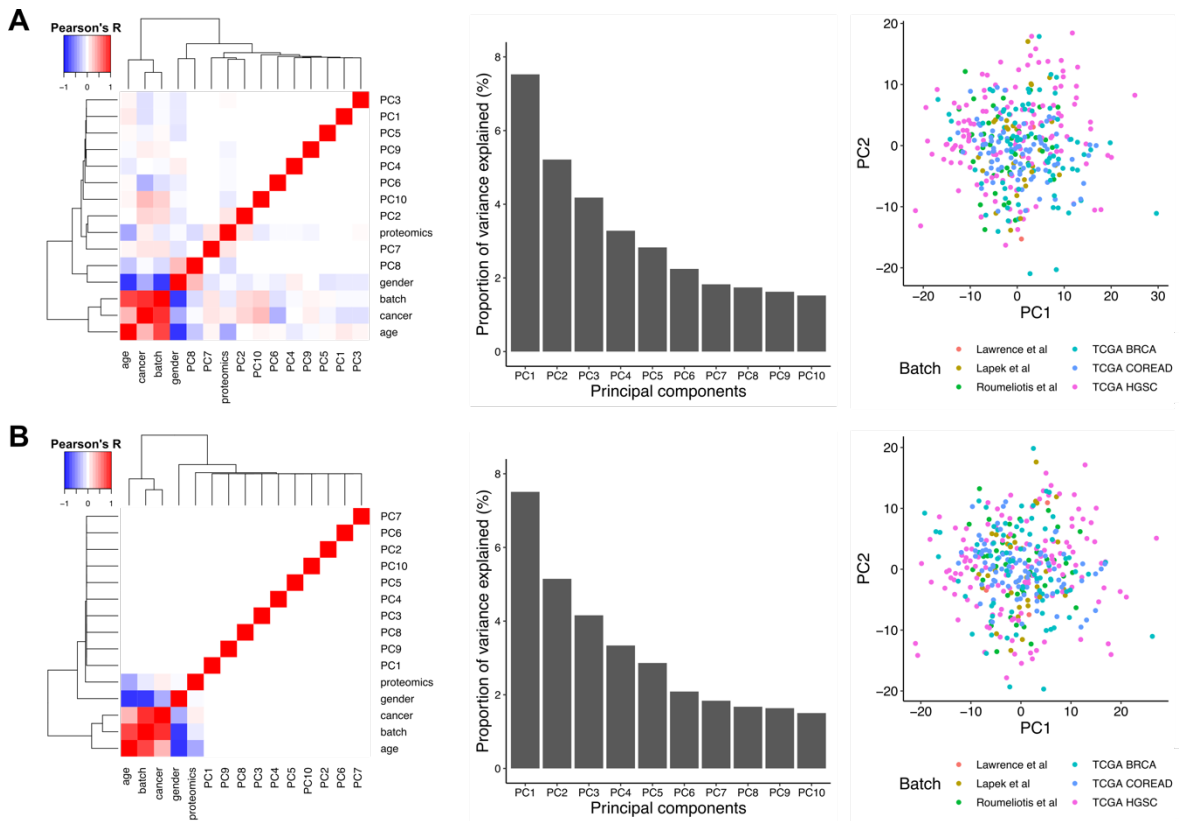 A
Pearson's R
−1 0 1
PC3
PC1
PC5
PC9
PC4
PC6
PC10
PC2
proteomics
PC7
PC8
gender
batch
cancer
age
age
cancer
batch
gender
PC8
PC7
proteomics
PC2
PC10
PC6
PC4
PC9
PC5
PC1
PC3
Proportion of variance explained (%)
8
6
4
2
0
PC1 PC2 PC3 PC4 PC5 PC6 PC7 PC8 PC9 PC10
Principal components
PC2
20
10
0
−10
−20
−20 −10 0 10 20 30
PC1
Batch
Lawrence et al
Lapek et al
Roumeliotis et al
TCGA BRCA
TCGA COREAD
TCGA HGSC
B
Pearson's R
−1 0 1
PC7
PC6
PC2
PC10
PC5
PC4
PC3
PC8
PC9
PC1
proteomics
gender
cancer
batch
age
age
batch
cancer
gender
proteomics
PC1
PC9
PC8
PC3
PC4
PC5
PC10
PC2
PC6
PC7
Proportion of variance explained (%)
8
6
4
2
0
PC1 PC2 PC3 PC4 PC5 PC6 PC7 PC8 PC9 PC10
Principal components
PC2
20
10
0
−10
−20
−20 −10 0 10 20
PC1
Batch
Lawrence et al
Lapek et al
Roumeliotis et al
TCGA BRCA
TCGA COREAD
TCGA HGSC